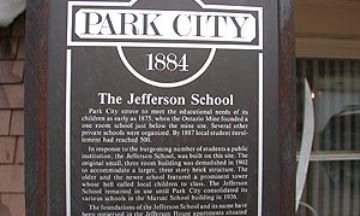 PARK CITY
1884
The Jefferson School
Park City strove to meet the educational needs of its
children as early as 1875, when the Ontario Mine founded a
one room school just below the mine site. Several other
private schools were organized. By 1887 local student enrol-
ment had reached 500.
In response to the burgeoning number of students a public
institution, the Jefferson School, was built on this site. The
original small, three room building was demolished in 1902
to accommodate a larger, three story brick structure. The
older and the newer school featured a prominent tower
whose bell called local children to class. The Jefferson
School remained in use until Park City consolidated its
various schools in the Marsac School building in 1936.
The foundations of the Jefferson School and its name have
been preserved in the Jefferson House apartments situated